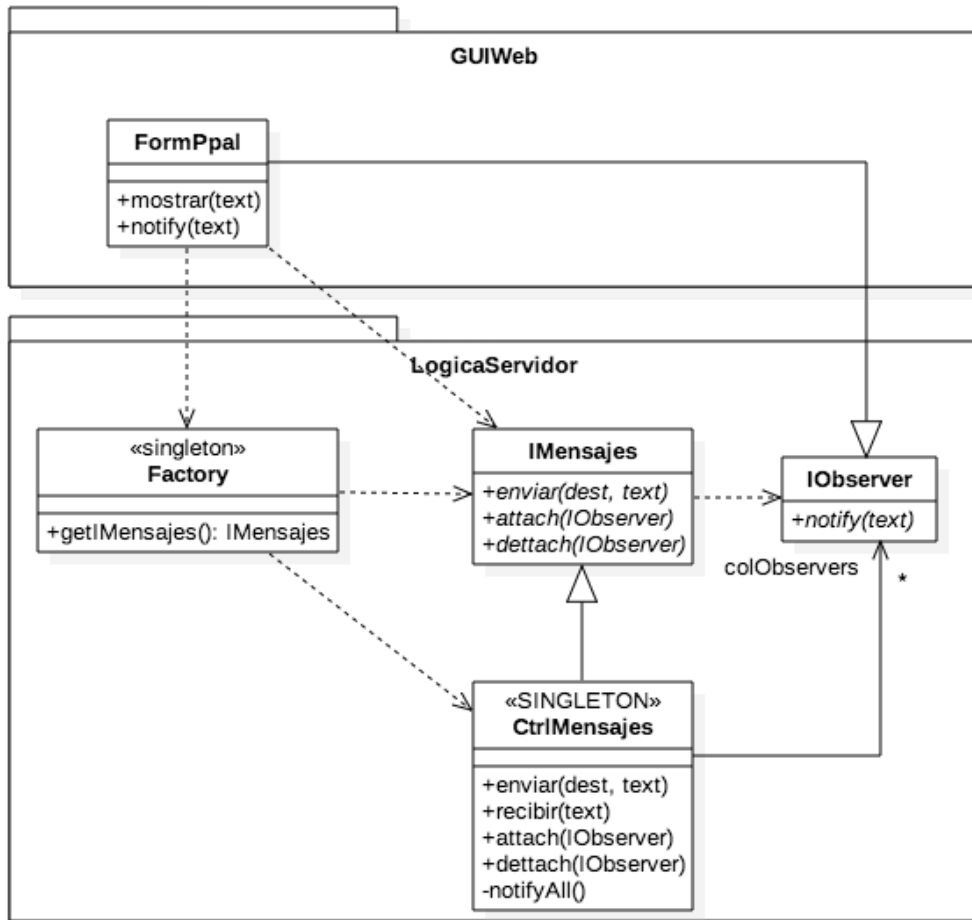 GUIWeb
FormPpal
+mostrar(text)
+notify(text)
LogicaServidor
«singleton»
Factory
+getIMensajes(): IMensajes
IMensajes
+enviar(dest, text)
+attach(IObserver)
+dettach(IObserver)
IObserver
+notify(text)
colObservers
*
«SINGLETON»
CtrlMensajes
+enviar(dest, text)
+recibir(text)
+attach(IObserver)
+dettach(IObserver)
-notifyAll()